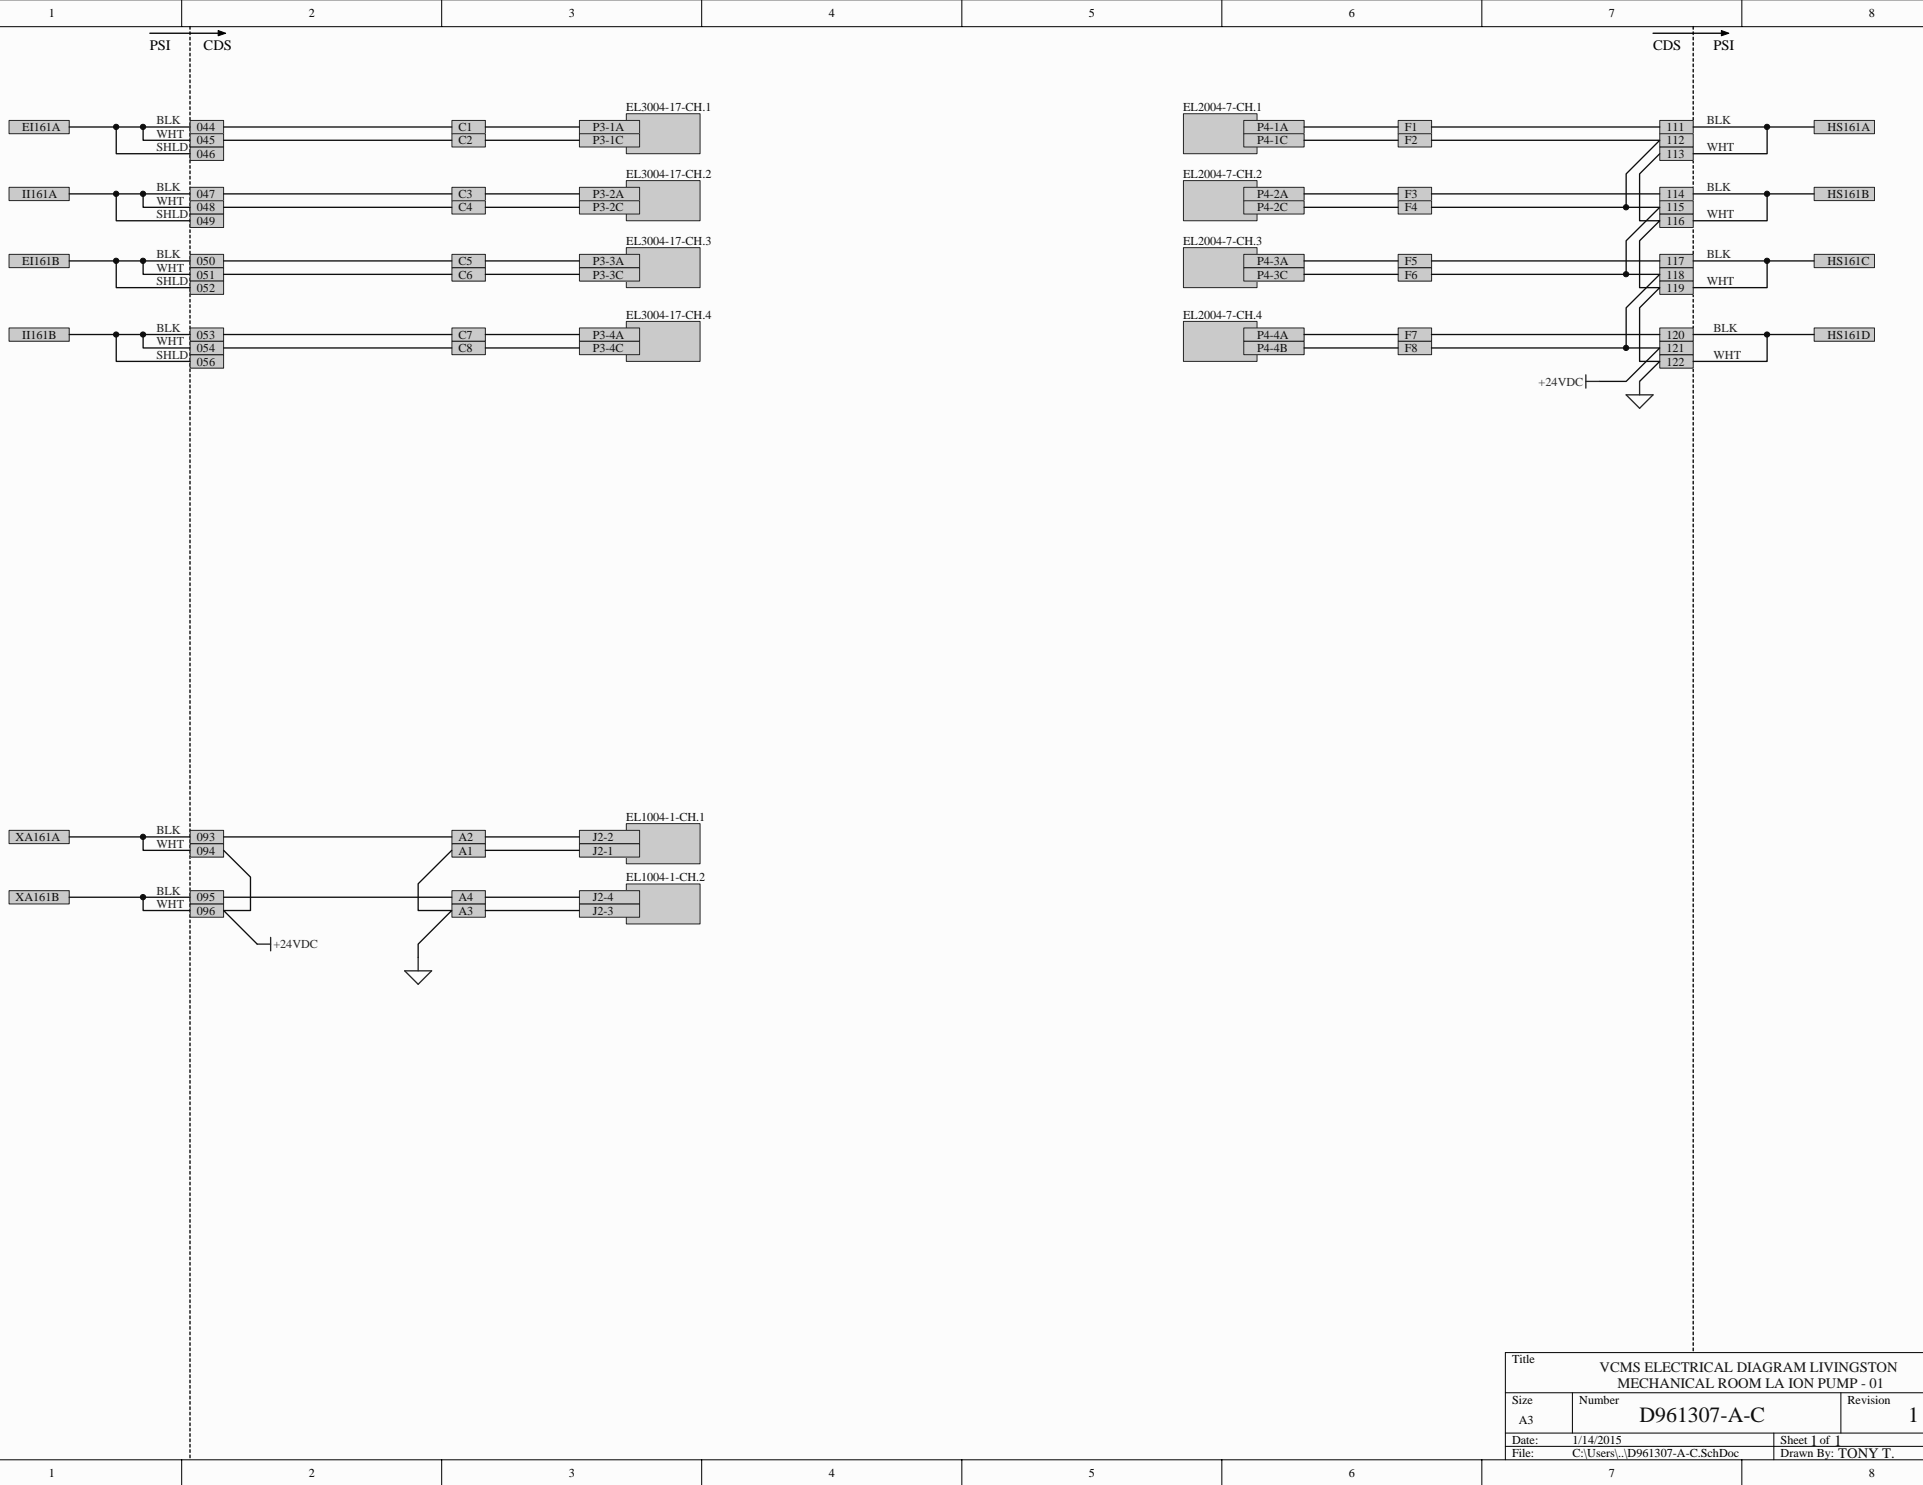 1 2 3 4 5 6 7 8
PSI CDS
CDS PSI
EL3004-17-CH.1
EI161A BLK 044 C1 P3-1A
WHT 045 C2 P3-1C
SHLD 046
EL3004-17-CH.2
II161A BLK 047 C3 P3-2A
WHT 048 C4 P3-2C
SHLD 049
EL3004-17-CH.3
EI161B BLK 050 C5 P3-3A
WHT 051 C6 P3-3C
SHLD 052
EL3004-17-CH.4
II161B BLK 053 C7 P3-4A
WHT 054 C8 P3-4C
SHLD 056
EL2004-7-CH.1
P4-1A F1 111 BLK HS161A
P4-1C F2 112
113 WHT
EL2004-7-CH.2
P4-2A F3 114 BLK HS161B
P4-2C F4 115
116 WHT
EL2004-7-CH.3
P4-3A F5 117 BLK HS161C
P4-3C F6 118
119 WHT
EL2004-7-CH.4
P4-4A F7 120 BLK HS161D
P4-4B F8 121
122 WHT
+24VDC
EL1004-1-CH.1
XA161A BLK 093 A2 J2-2
WHT 094 A1 J2-1
EL1004-1-CH.2
XA161B BLK 095 A4 J2-4
WHT 096 A3 J2-3
+24VDC
Title
VCMS ELECTRICAL DIAGRAM LIVINGSTON
MECHANICAL ROOM LA ION PUMP - 01
Size Number Revision
A3 D961307-A-C 1
Date: 1/14/2015 Sheet 1 of 1
File: C:\Users\..\D961307-A-C.SchDoc Drawn By: TONY T.
1 2 3 4 5 6 7 8